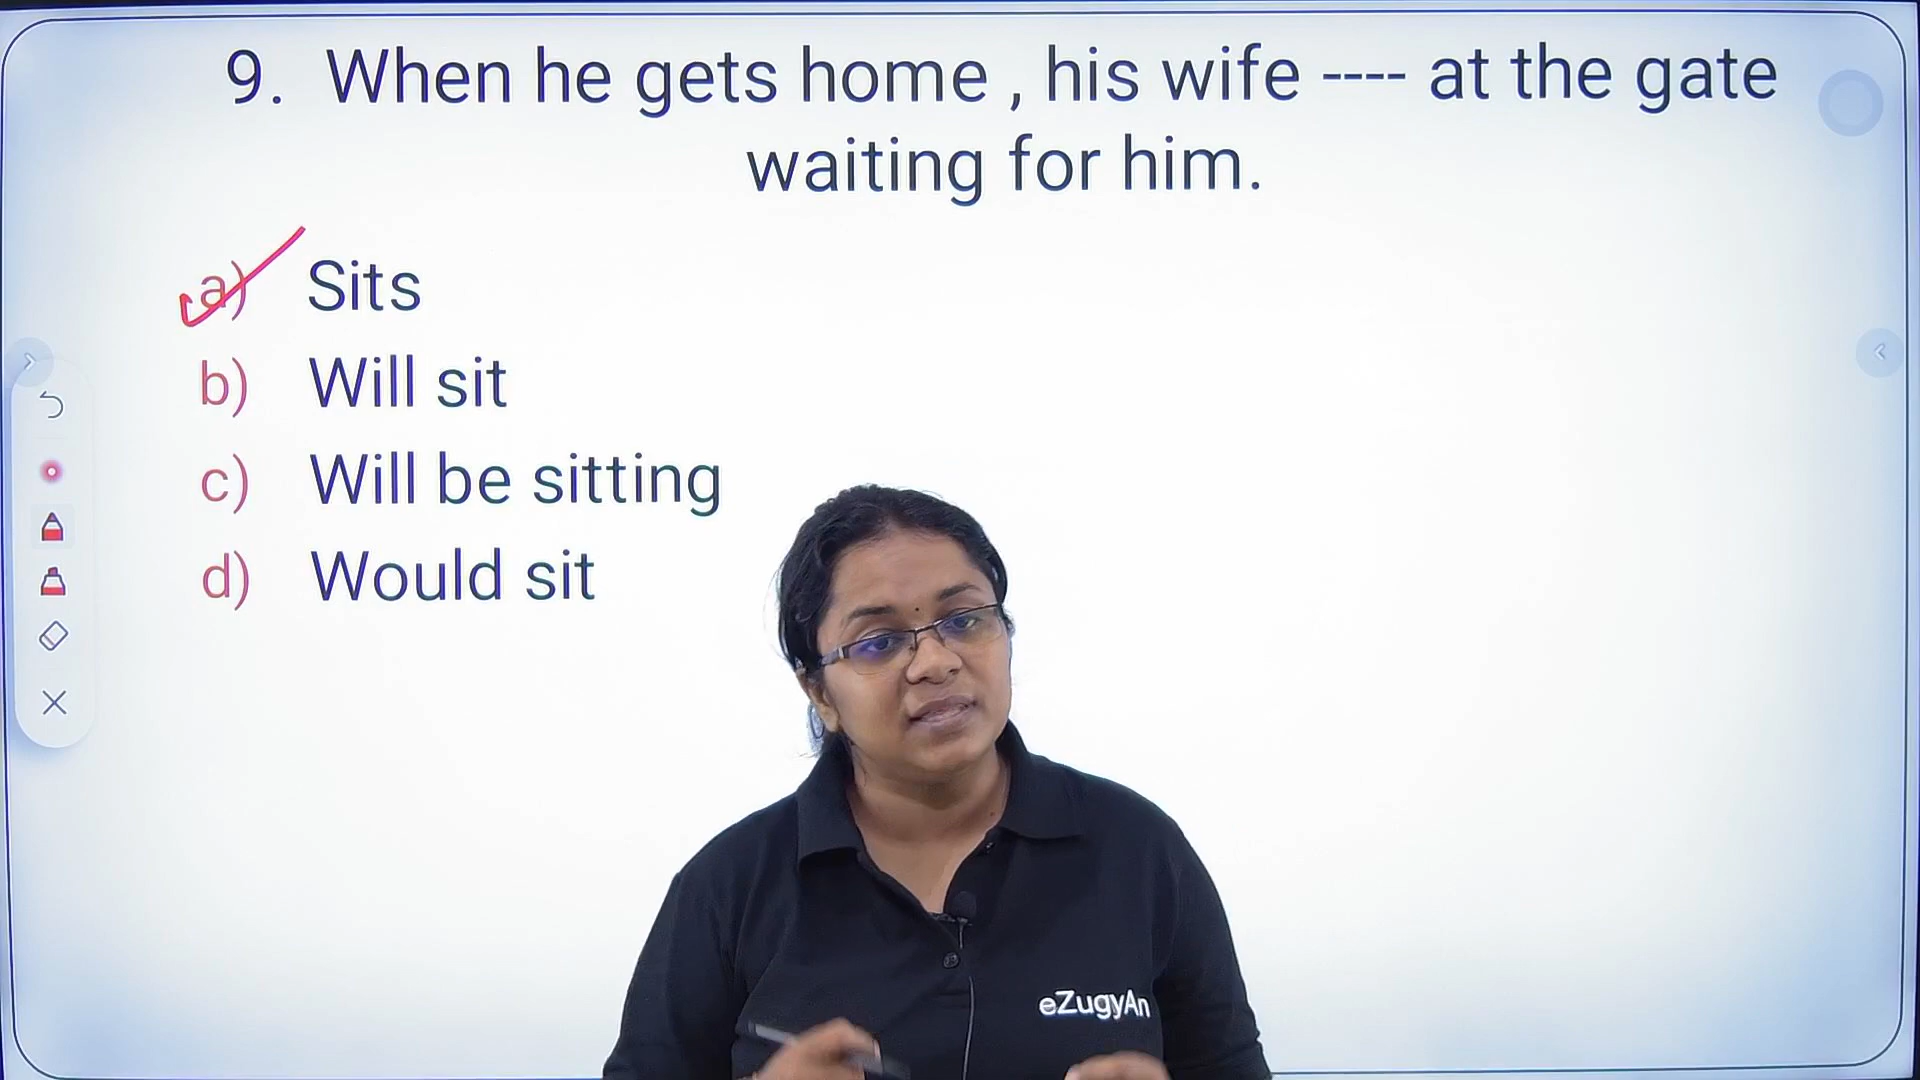 9. When he gets home , his wife ---- at the gate
waiting for him.
a) Sits
b) Will sit
c) Will be sitting
d) Would sit
eZugyAn